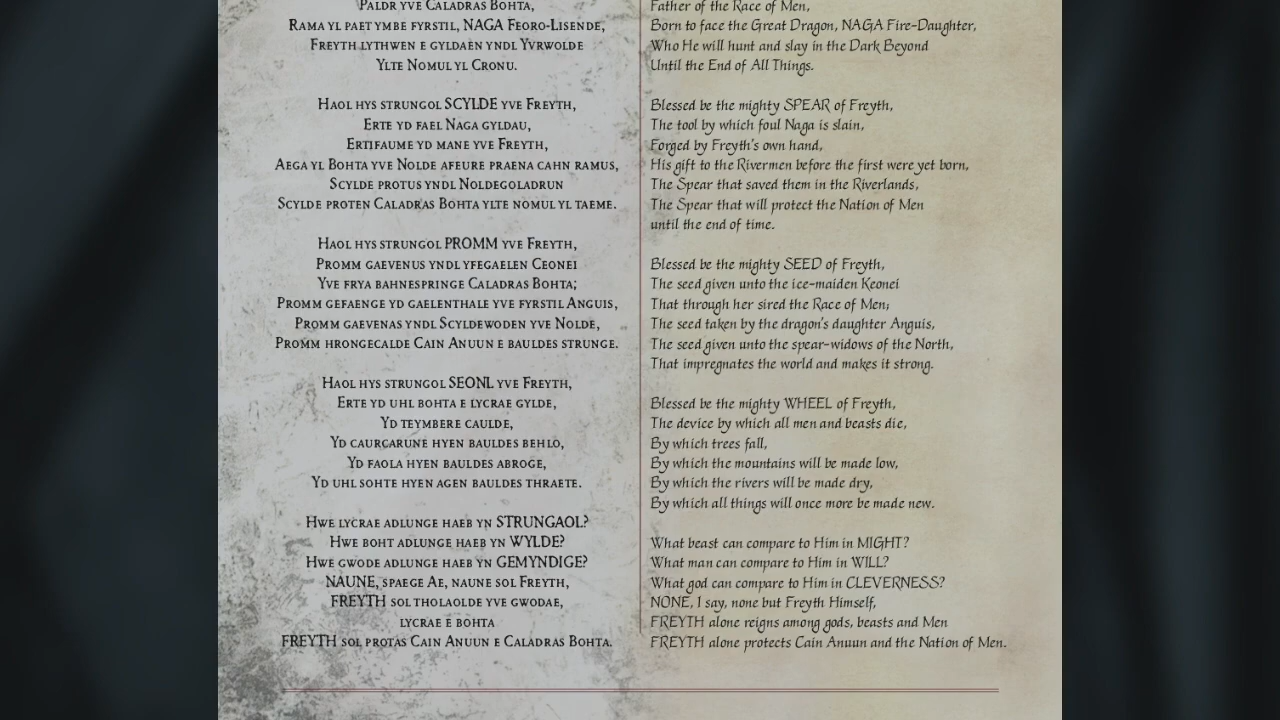 PALDR YVE CALADRAS BOHTA,
RAMA YL PAET YMBE FYRSTIL, NAGA FEORO-LISENDE,
FREYTH LYTHWEN E GYLDAEN YNDL YVRWOLDE
YLTE NOMUL YL CRONU.
HAOL HYS STRUNGOL SCYLDE YVE FREYTH,
ERTE YD FAEL NAGA GYLDAU,
ERTIFAUME YD MANE YVE FREYTH,
AEGA YL BOHTA YVE NOLDE AFEURE PRAENA CAHN RAMUS,
SCYLDE PROTUS YNDL NOLDEGOLADRUN
SCYLDE PROTEN CALADRAS BOHTA YLTE NOMUL YL TAEME.
HAOL HYS STRUNGOL PROMM YVE FREYTH,
PROMM GAEVENUS YNDL YFEGAELEN CEONEI
YVE FRYA BAHNESPRINGE CALADRAS BOHTA;
PROMM GEFAENGE YD GAELENTHALE YVE FYRSTIL ANGUIS,
PROMM GAEVENAS YNDL SCYLDEWODEN YVE NOLDE,
PROMM HRONGECALDE CAIN ANUUN E BAULDES STRUNGE.
HAOL HYS STRUNGOL SEONL YVE FREYTH,
ERTE YD UHL BOHTA E LYCRAE GYLDE,
YD TEYMBERE CAULDE,
YD CAURCARUNE HYEN BAULDES BEHLO,
YD FAOLA HYEN BAULDES ABROGE,
YD UHL SOHTE HYEN AGEN BAULDES THRAETE.
HWE LYCRAE ADLUNGE HAEB YN STRUNGAOL?
HWE BOHT ADLUNGE HAEB YN WYLDE?
HWE GWODE ADLUNGE HAEB YN GEMYNDIGE?
NAUNE, SPAEGE AE, NAUNE SOL FREYTH,
FREYTH SOL THOLAOLDE YVE GWODAE,
LYCRAE E BOHTA
FREYTH SOL PROTAS CAIN ANUUN E CALADRAS BOHTA.
Father of the Race of Men,
Born to face the Great Dragon, NAGA Fire-Daughter,
Who He will hunt and slay in the Dark Beyond
Until the End of All Things.
Blessed be the mighty SPEAR of Freyth,
The tool by which foul Naga is slain,
Forged by Freyth's own hand,
His gift to the Rivermen before the first were yet born,
The Spear that saved them in the Riverlands,
The Spear that will protect the Nation of Men
until the end of time.
Blessed be the mighty SEED of Freyth,
The seed given unto the ice-maiden Keonei
That through her sired the Race of Men;
The seed taken by the dragon's daughter Anguis,
The seed given unto the spear-widows of the North,
That impregnates the world and makes it strong.
Blessed be the mighty WHEEL of Freyth,
The device by which all men and beasts die,
By which trees fall,
By which the mountains will be made low,
By which the rivers will be made dry,
By which all things will once more be made new.
What beast can compare to Him in MIGHT?
What man can compare to Him in WILL?
What god can compare to Him in CLEVERNESS?
NONE, I say, none but Freyth Himself,
FREYTH alone reigns among gods, beasts and Men
FREYTH alone protects Cain Anuun and the Nation of Men.